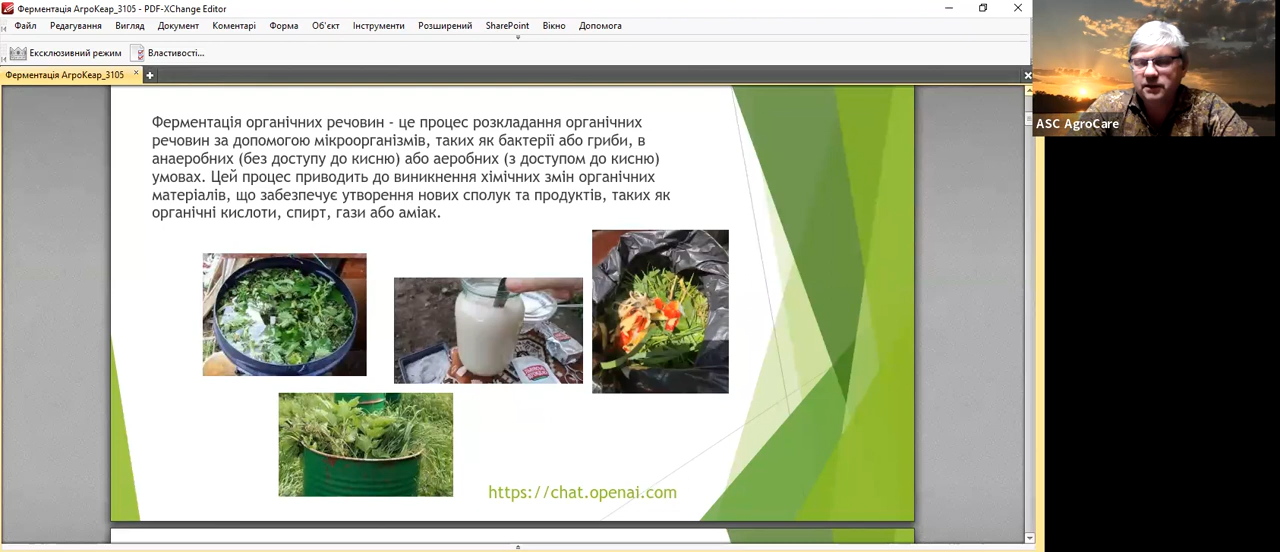 Ферментація АгроКеар_3105 - PDF-XChange Editor
Файл Редагування Вигляд Документ Коментарі Форма Об'єкт Інструменти Розширений SharePoint Вікно Допомога
Ексклюзивний режим Властивості...
Ферментація АгроКеар_3105
ASC AgroCare
Ферментація органічних речовин - це процес розкладання органічних
речовин за допомогою мікроорганізмів, таких як бактерії або гриби, в
анаеробних (без доступу до кисню) або аеробних (з доступом до кисню)
умовах. Цей процес приводить до виникнення хімічних змін органічних
матеріалів, що забезпечує утворення нових сполук та продуктів, таких як
органічні кислоти, спирт, гази або аміак.
https://chat.openai.com